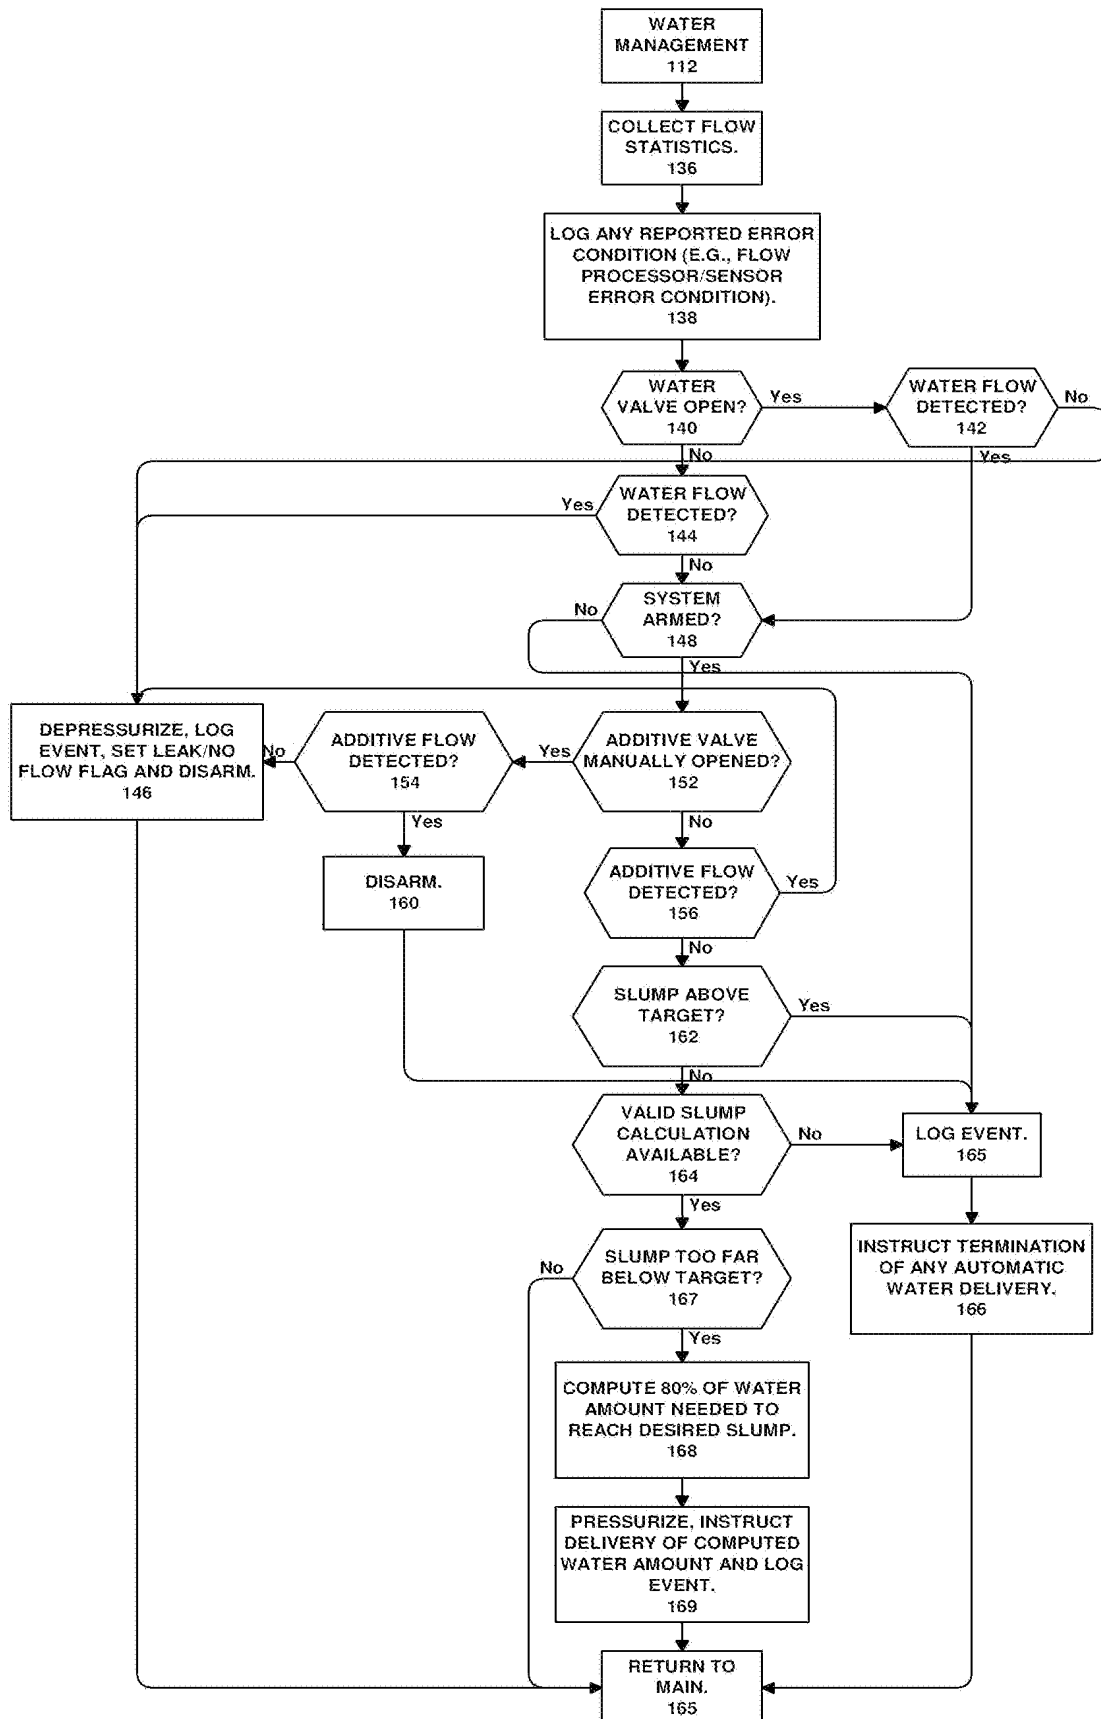 WATER
MANAGEMENT
112
COLLECT FLOW
STATISTICS.
136
LOG ANY REPORTED ERROR
CONDITION (E.G., FLOW
PROCESSOR/SENSOR
ERROR CONDITION).
138
WATER
VALVE OPEN?
140
Yes
WATER FLOW
DETECTED?
142
No
No
Yes
Yes
WATER FLOW
DETECTED?
144
No
No
SYSTEM
ARMED?
148
Yes
DEPRESSURIZE, LOG
EVENT, SET LEAK/NO
FLOW FLAG AND DISARM.
146
No
ADDITIVE FLOW
DETECTED?
154
Yes
ADDITIVE VALVE
MANUALLY OPENED?
152
Yes
No
DISARM.
160
ADDITIVE FLOW
DETECTED?
156
Yes
No
SLUMP ABOVE
TARGET?
162
Yes
No
VALID SLUMP
CALCULATION
AVAILABLE?
164
No
LOG EVENT.
165
Yes
No
SLUMP TOO FAR
BELOW TARGET?
167
INSTRUCT TERMINATION
OF ANY AUTOMATIC
WATER DELIVERY.
166
Yes
COMPUTE 80% OF WATER
AMOUNT NEEDED TO
REACH DESIRED SLUMP.
168
PRESSURIZE, INSTRUCT
DELIVERY OF COMPUTED
WATER AMOUNT AND LOG
EVENT.
169
RETURN TO
MAIN.
165